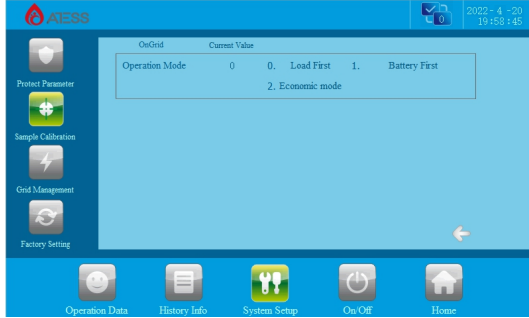 ATESS
0
2022-4-20
19:58:45
OnGrid Current Value
Operation Mode 0 0. Load First 1. Battery First
2. Economic mode
Protect Parameter
Sample Calibration
Grid Management
Factory Setting
Operation Data History Info System Setup On/Off Home